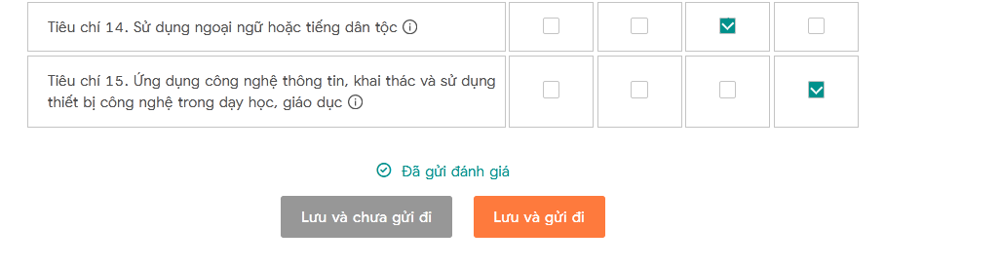 Tiêu chí 14. Sử dụng ngoại ngữ hoặc tiếng dân tộc
Tiêu chí 15. Ứng dụng công nghệ thông tin, khai thác và sử dụng
thiết bị công nghệ trong dạy học, giáo dục
Đã gửi đánh giá
Lưu và chưa gửi đi
Lưu và gửi đi